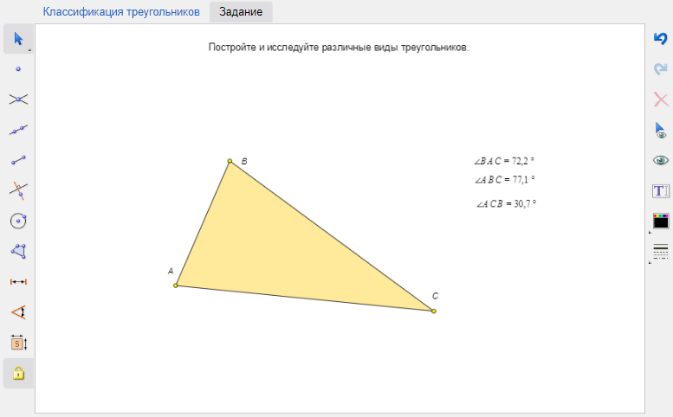 Классификация треугольников Задание
Постройте и исследуйте различные виды треугольников.
B
∠BAC = 72,2 °
∠ABC = 77,1 °
∠ACB = 30,7 °
A
C
T
S